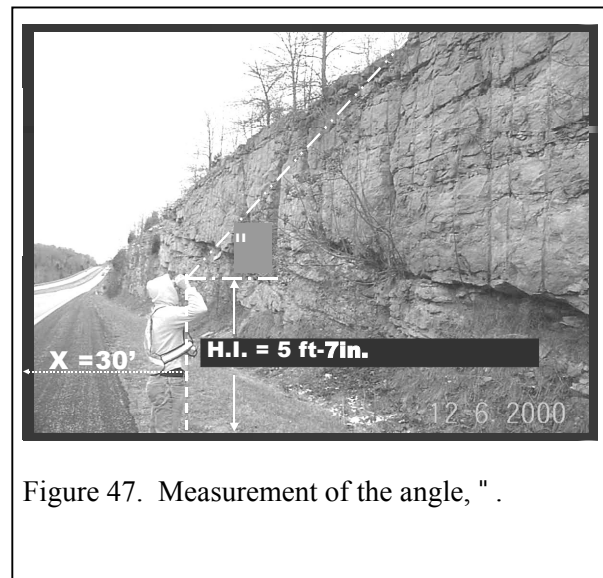 "
H.I. = 5 ft-7in.
X =30’
12 6 2000
Figure 47. Measurement of the angle, " .